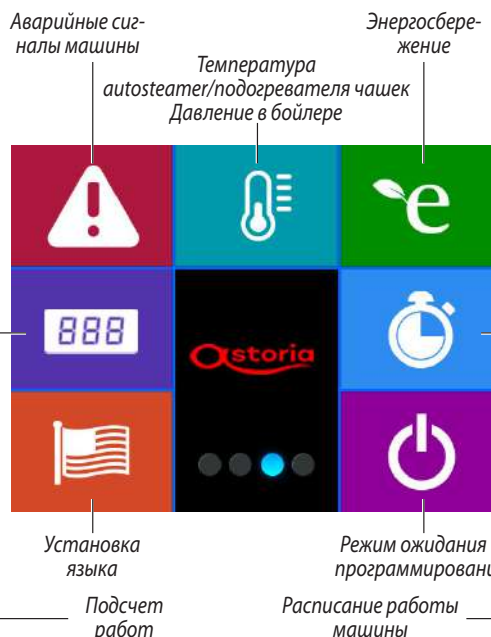 Аварийные сиг-
налы машины
Энергосбере-
жение
Температура
autosteamer/подогревателя чашек
Давление в бойлере
e
888
astoria
Установка
языка
Режим ожидания
программировани
Подсчет
работ
Расписание работы
машины